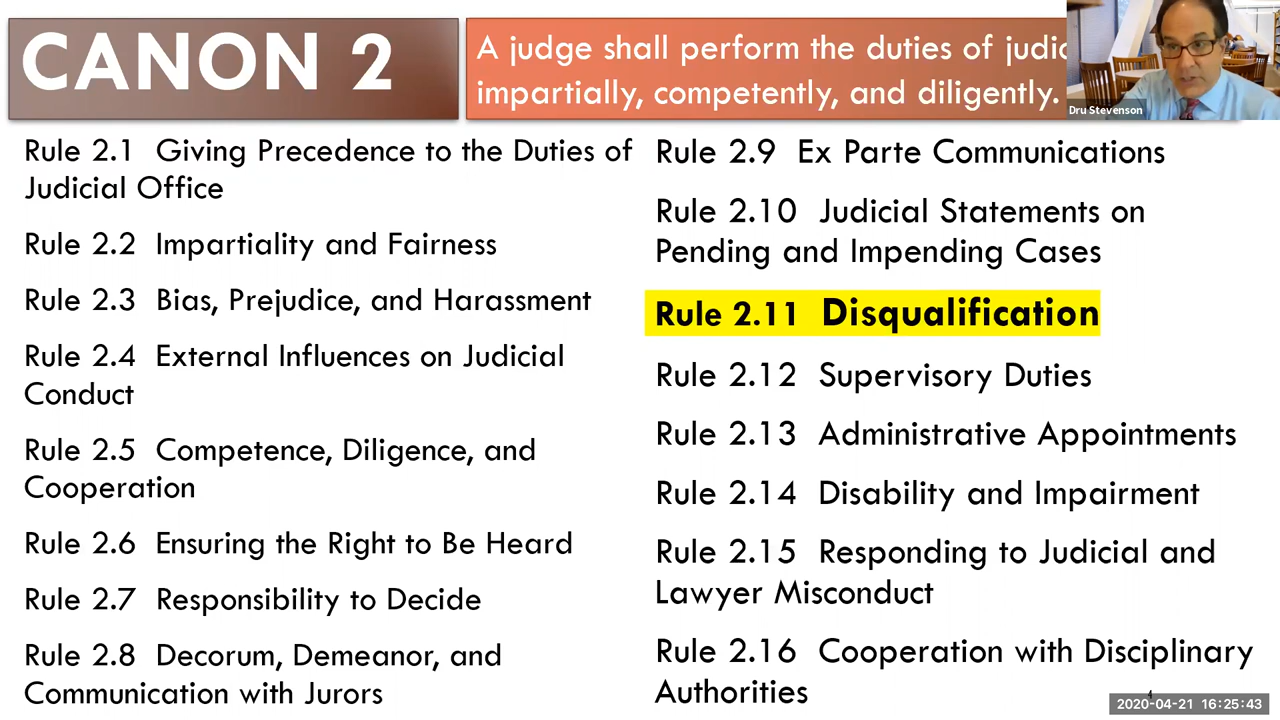 CANON 2
A judge shall perform the duties of judic
impartially, competently, and diligently.
Dru Stevenson
Rule 2.1 Giving Precedence to the Duties of
Judicial Office
Rule 2.2 Impartiality and Fairness
Rule 2.3 Bias, Prejudice, and Harassment
Rule 2.4 External Influences on Judicial
Conduct
Rule 2.5 Competence, Diligence, and
Cooperation
Rule 2.6 Ensuring the Right to Be Heard
Rule 2.7 Responsibility to Decide
Rule 2.8 Decorum, Demeanor, and
Communication with Jurors
Rule 2.9 Ex Parte Communications
Rule 2.10 Judicial Statements on
Pending and Impending Cases
Rule 2.11 Disqualification
Rule 2.12 Supervisory Duties
Rule 2.13 Administrative Appointments
Rule 2.14 Disability and Impairment
Rule 2.15 Responding to Judicial and
Lawyer Misconduct
Rule 2.16 Cooperation with Disciplinary
Authorities
4
2020-04-21 16:25:43